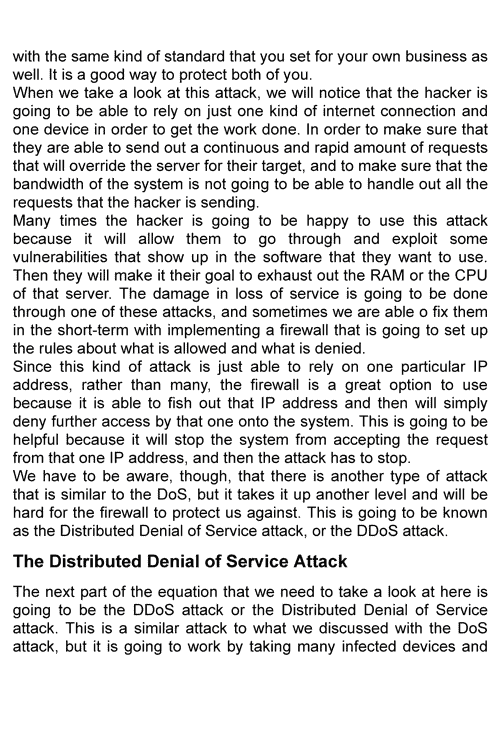 with the same kind of standard that you set for your own business as
well. It is a good way to protect both of you.
When we take a look at this attack, we will notice that the hacker is
going to be able to rely on just one kind of internet connection and
one device in order to get the work done. In order to make sure that
they are able to send out a continuous and rapid amount of requests
that will override the server for their target, and to make sure that the
bandwidth of the system is not going to be able to handle out all the
requests that the hacker is sending.
Many times the hacker is going to be happy to use this attack
because it will allow them to go through and exploit some
vulnerabilities that show up in the software that they want to use.
Then they will make it their goal to exhaust out the RAM or the CPU
of that server. The damage in loss of service is going to be done
through one of these attacks, and sometimes we are able o fix them
in the short-term with implementing a firewall that is going to set up
the rules about what is allowed and what is denied.
Since this kind of attack is just able to rely on one particular IP
address, rather than many, the firewall is a great option to use
because it is able to fish out that IP address and then will simply
deny further access by that one onto the system. This is going to be
helpful because it will stop the system from accepting the request
from that one IP address, and then the attack has to stop.
We have to be aware, though, that there is another type of attack
that is similar to the DoS, but it takes it up another level and will be
hard for the firewall to protect us against. This is going to be known
as the Distributed Denial of Service attack, or the DDoS attack.
The Distributed Denial of Service Attack
The next part of the equation that we need to take a look at here is
going to be the DDoS attack or the Distributed Denial of Service
attack. This is a similar attack to what we discussed with the DoS
attack, but it is going to work by taking many infected devices and